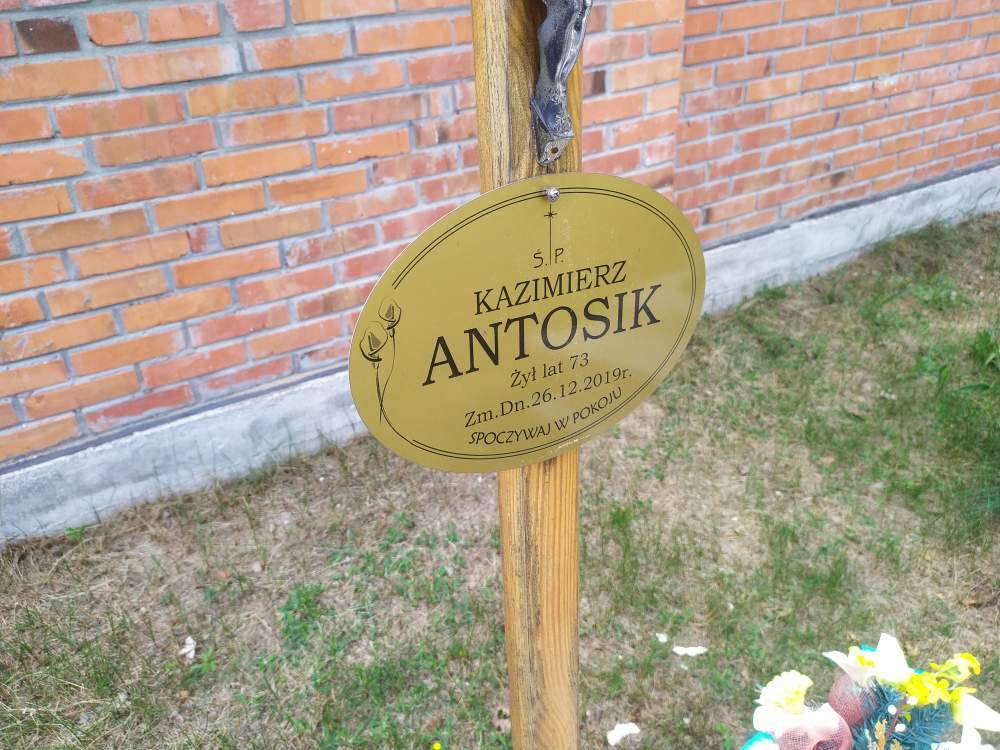 Ś. P.
KAZIMIERZ
ANTOSIK
Żył lat 73
Zm.Dn.26.12.2019r.
SPOCZYWAJ W POKOJU